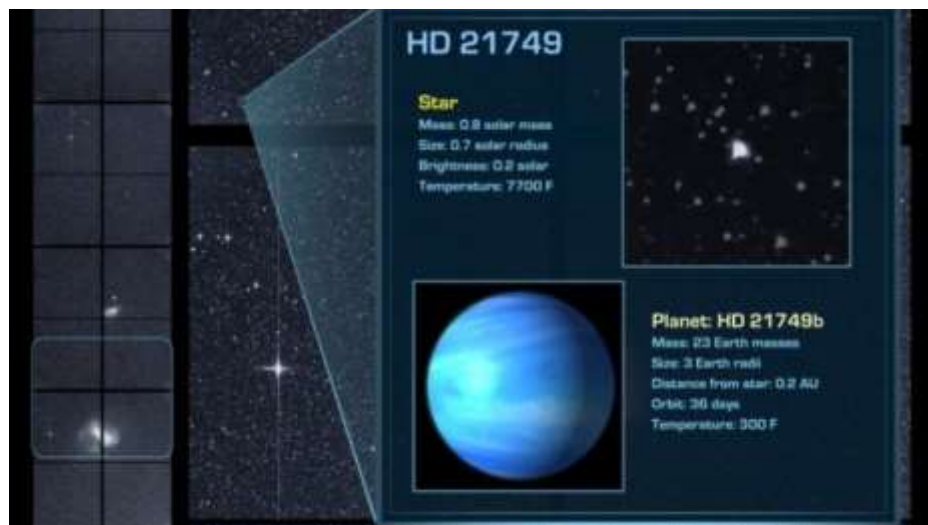 HD 21749
Star
Mass: 0.8 solar mass
Size: 0.7 solar radius
Brightness: 0.2 solar
Temperature: 7700 F
Planet: HD 21749b
Mass: 23 Earth masses
Size: 3 Earth radii
Distance from star: 0.2 AU
Orbit: 36 days
Temperature: 300 F